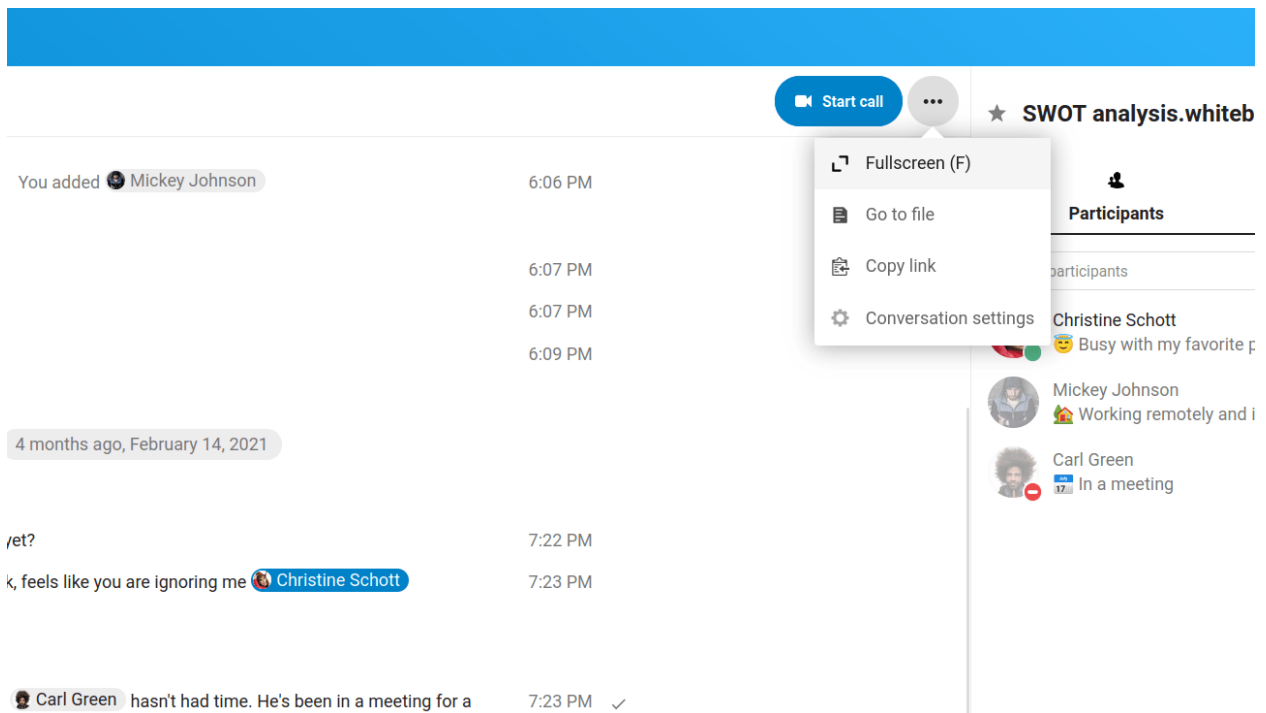 Start call
SWOT analysis.whiteb
Fullscreen (F)
Go to file
Copy link
Conversation settings
You added Mickey Johnson 6:06 PM
6:07 PM
6:07 PM
6:09 PM
4 months ago, February 14, 2021
yet? 7:22 PM
k, feels like you are ignoring me Christine Schott 7:23 PM
Carl Green hasn't had time. He's been in a meeting for a 7:23 PM
Participants
participants
Christine Schott
Busy with my favorite p
Mickey Johnson
Working remotely and i
Carl Green
17 In a meeting